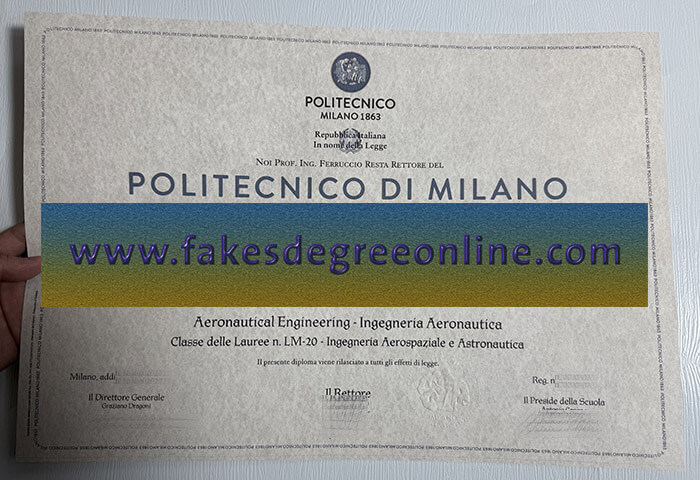 POLITECNICO
MILANO 1863
Repubblica Italiana
In nome della Legge
Noi Prof. Ing. Ferruccio Resta Rettore del
POLITECNICO DI MILANO
www.fakesdegreeonline.com
Aeronautical Engineering - Ingegneria Aeronautica
Classe delle Lauree n. LM-20 - Ingegneria Aerospaziale e Astronautica
Il presente diploma viene rilasciato a tutti gli effetti di legge.
Milano, addì
Reg. n.
Il Direttore Generale
Il Rettore
Il Preside della Scuola
Graziano Dragoni